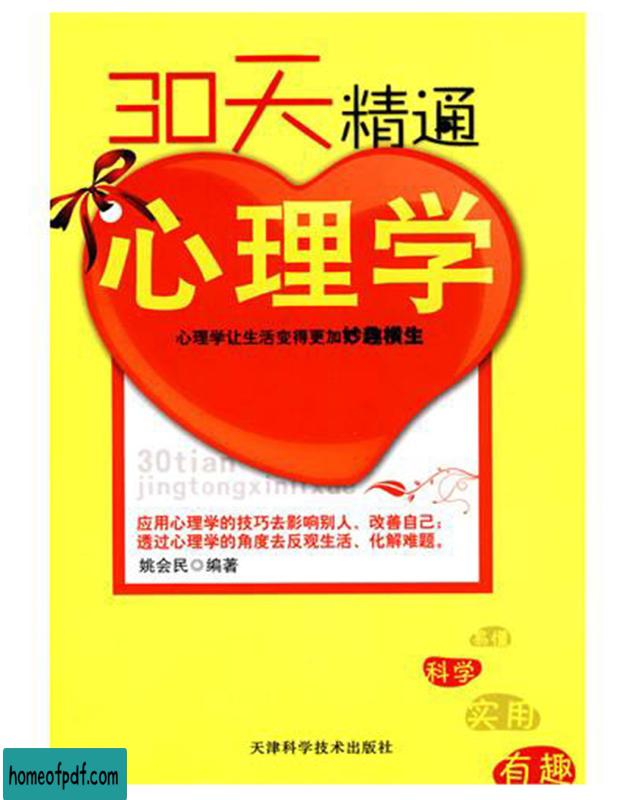 30天精通
心理学
心理学让生活变得更加妙趣横生
30tian
jingtongxinlixue
应用心理学的技巧去影响别人、改善自己；
透过心理学的角度去反观生活、化解难题。
姚会民◎编著
易懂
科学
实用
有趣
天津科学技术出版社
homeofpdf.com